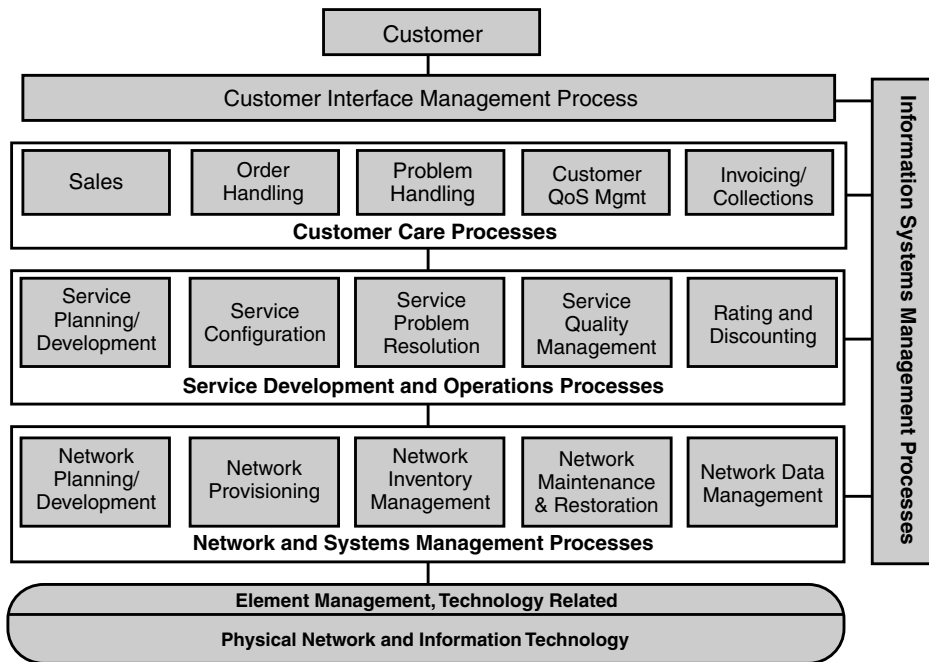 Customer
Customer Interface Management Process
Sales
Order
Handling
Problem
Handling
Customer
QoS Mgmt
Invoicing/
Collections
Customer Care Processes
Service
Planning/
Development
Service
Configuration
Service
Problem
Resolution
Service
Quality
Management
Rating and
Discounting
Service Development and Operations Processes
Network
Planning/
Development
Network
Provisioning
Network
Inventory
Management
Network
Maintenance
& Restoration
Network Data
Management
Network and Systems Management Processes
Element Management, Technology Related
Physical Network and Information Technology
Information Systems Management Processes